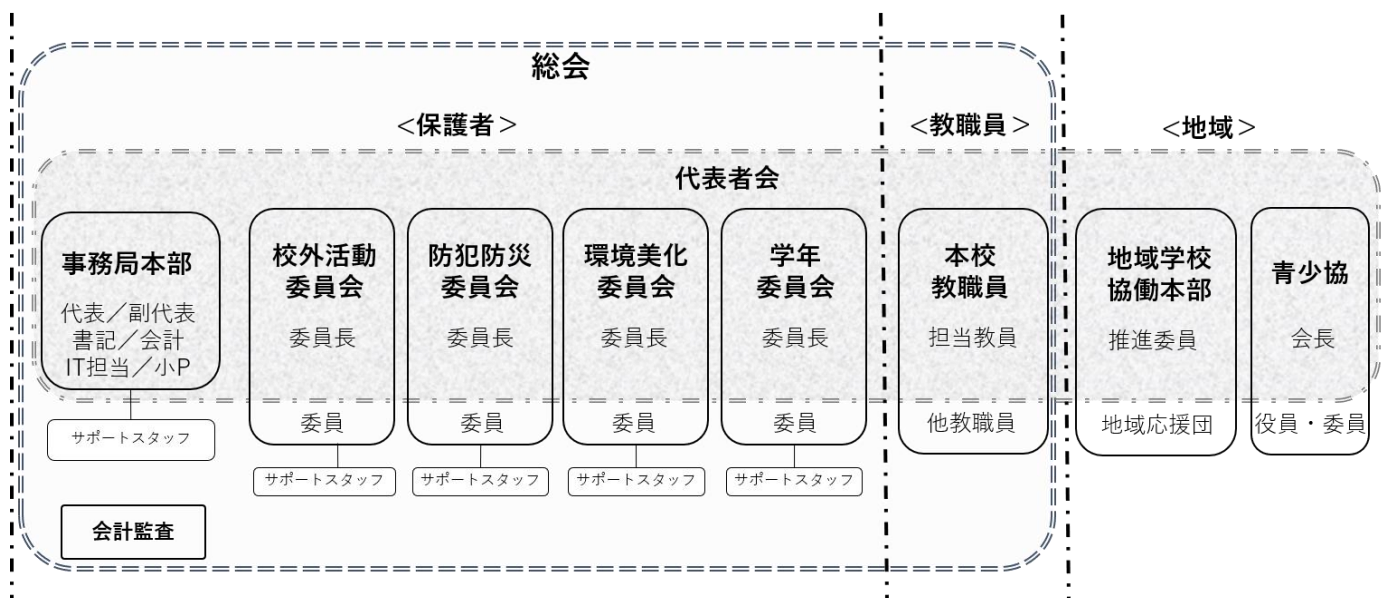 総会
<保護者>
<教職員>
<地域>
代表者会
事務局本部
代表／副代表
書記／会計
IT担当／小P
サポートスタッフ
校外活動
委員会
委員長
委員
サポートスタッフ
防犯防災
委員会
委員長
委員
サポートスタッフ
環境美化
委員会
委員長
委員
サポートスタッフ
学年
委員会
委員長
委員
サポートスタッフ
本校
教職員
担当教員
他教職員
地域学校
協働本部
推進委員
地域応援団
青少協
会長
役員・委員
会計監査